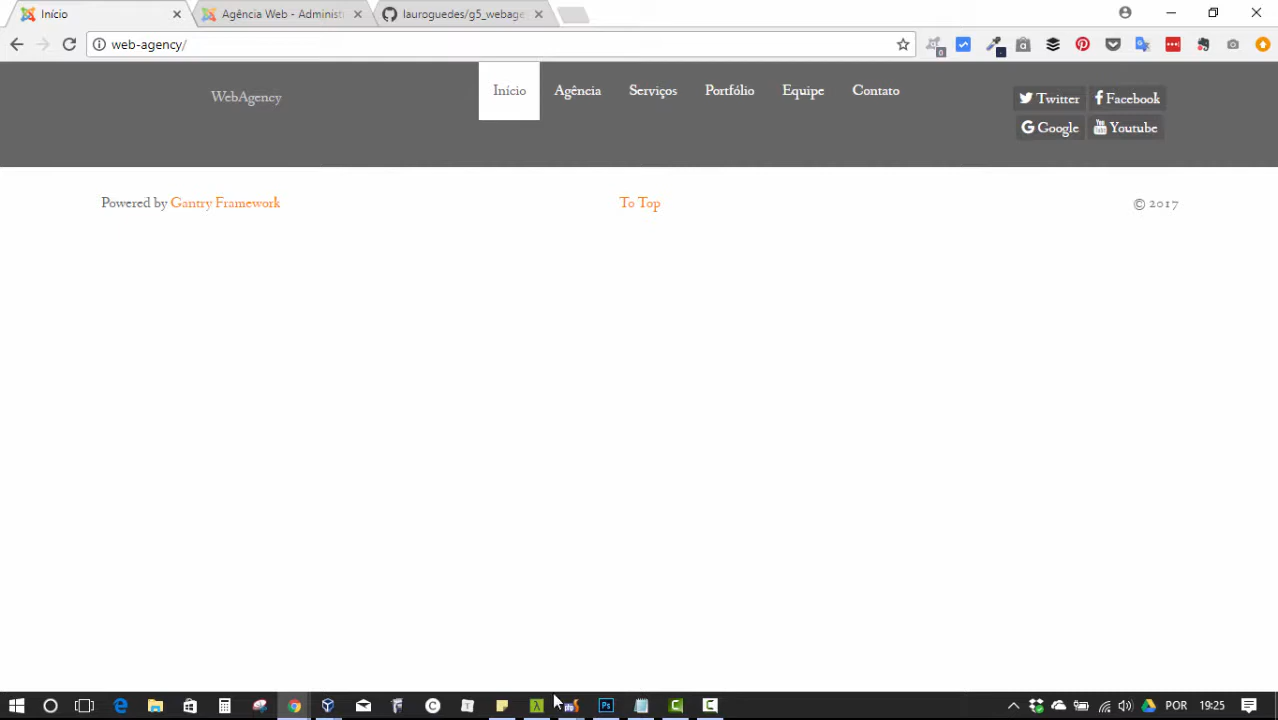 Início
Agência Web - Administ
lauroguedes/g5_webage
web-agency/
WebAgency
Início Agência Serviços Portfólio Equipe Contato
Twitter Facebook
Google Youtube
Powered by Gantry Framework To Top © 2017
POR 19:25